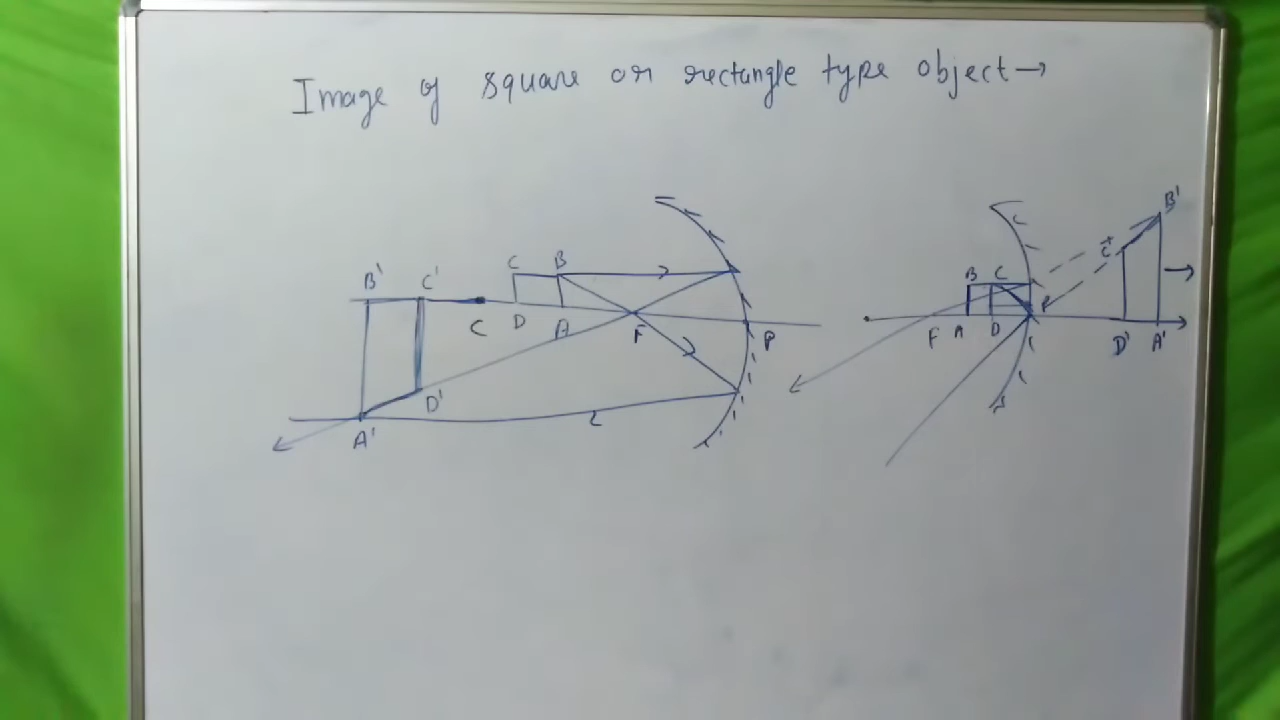 Image of square or rectangle type object→
B' C' C B
C D A F P
D'
A'
B'
C'
B C
P
F A D D' A'